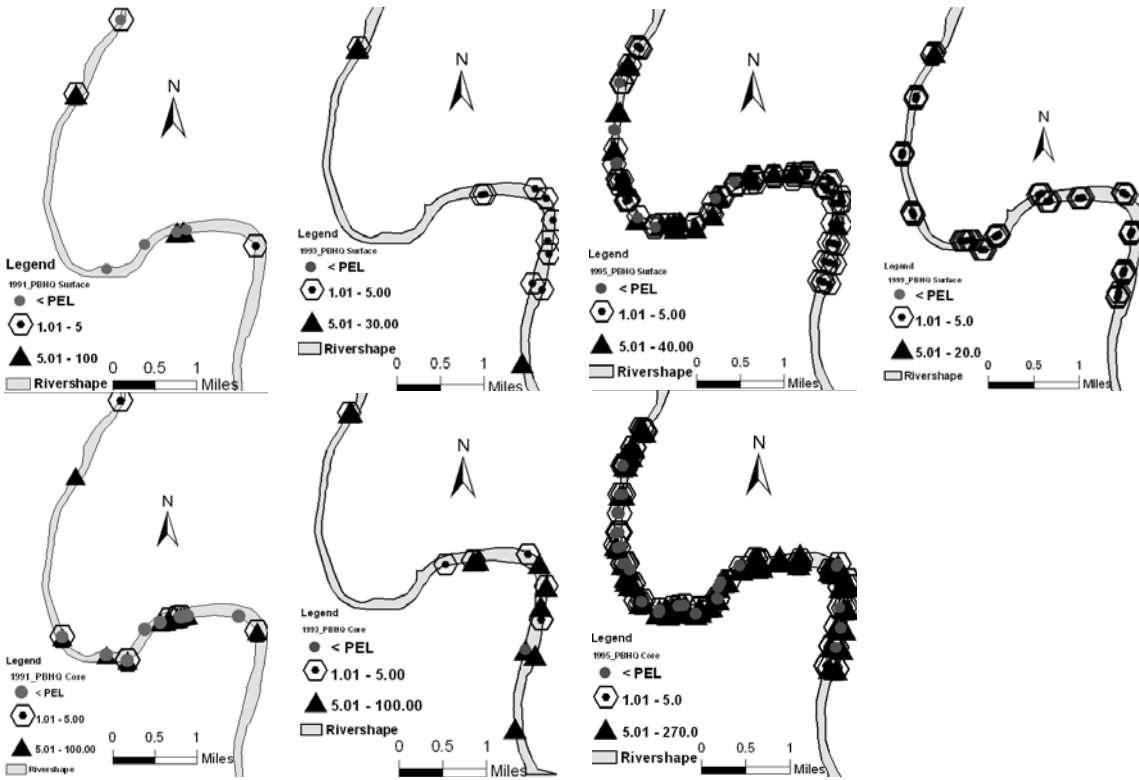 N
Legend
1991_PBHQ Surface
< PEL
1.01 - 5
5.01 - 100
Rivershape
0 0.5 1
Miles
N
Legend
1993_PBHQ Surface
< PEL
1.01 - 5.00
5.01 - 30.00
Rivershape
0 0.5 1
Miles
N
Legend
1995_PBHQ Surface
< PEL
1.01 - 5.00
5.01 - 40.00
Rivershape
0 0.5 1
Miles
N
Legend
1999_PBHQ Surface
< PEL
1.01 - 5.0
5.01 - 20.0
Rivershape
0 0.5 1
Miles
N
Legend
1991_PBHQ Core
< PEL
1.01 - 5.00
5.01 - 100.00
Rivershape
0 0.5 1
Miles
N
Legend
1993_PBHQ Core
< PEL
1.01 - 5.00
5.01 - 100.00
Rivershape
0 0.5 1
Miles
N
Legend
1995_PBHQ Core
< PEL
1.01 - 5.0
5.01 - 270.0
Rivershape
0 0.5 1
Miles